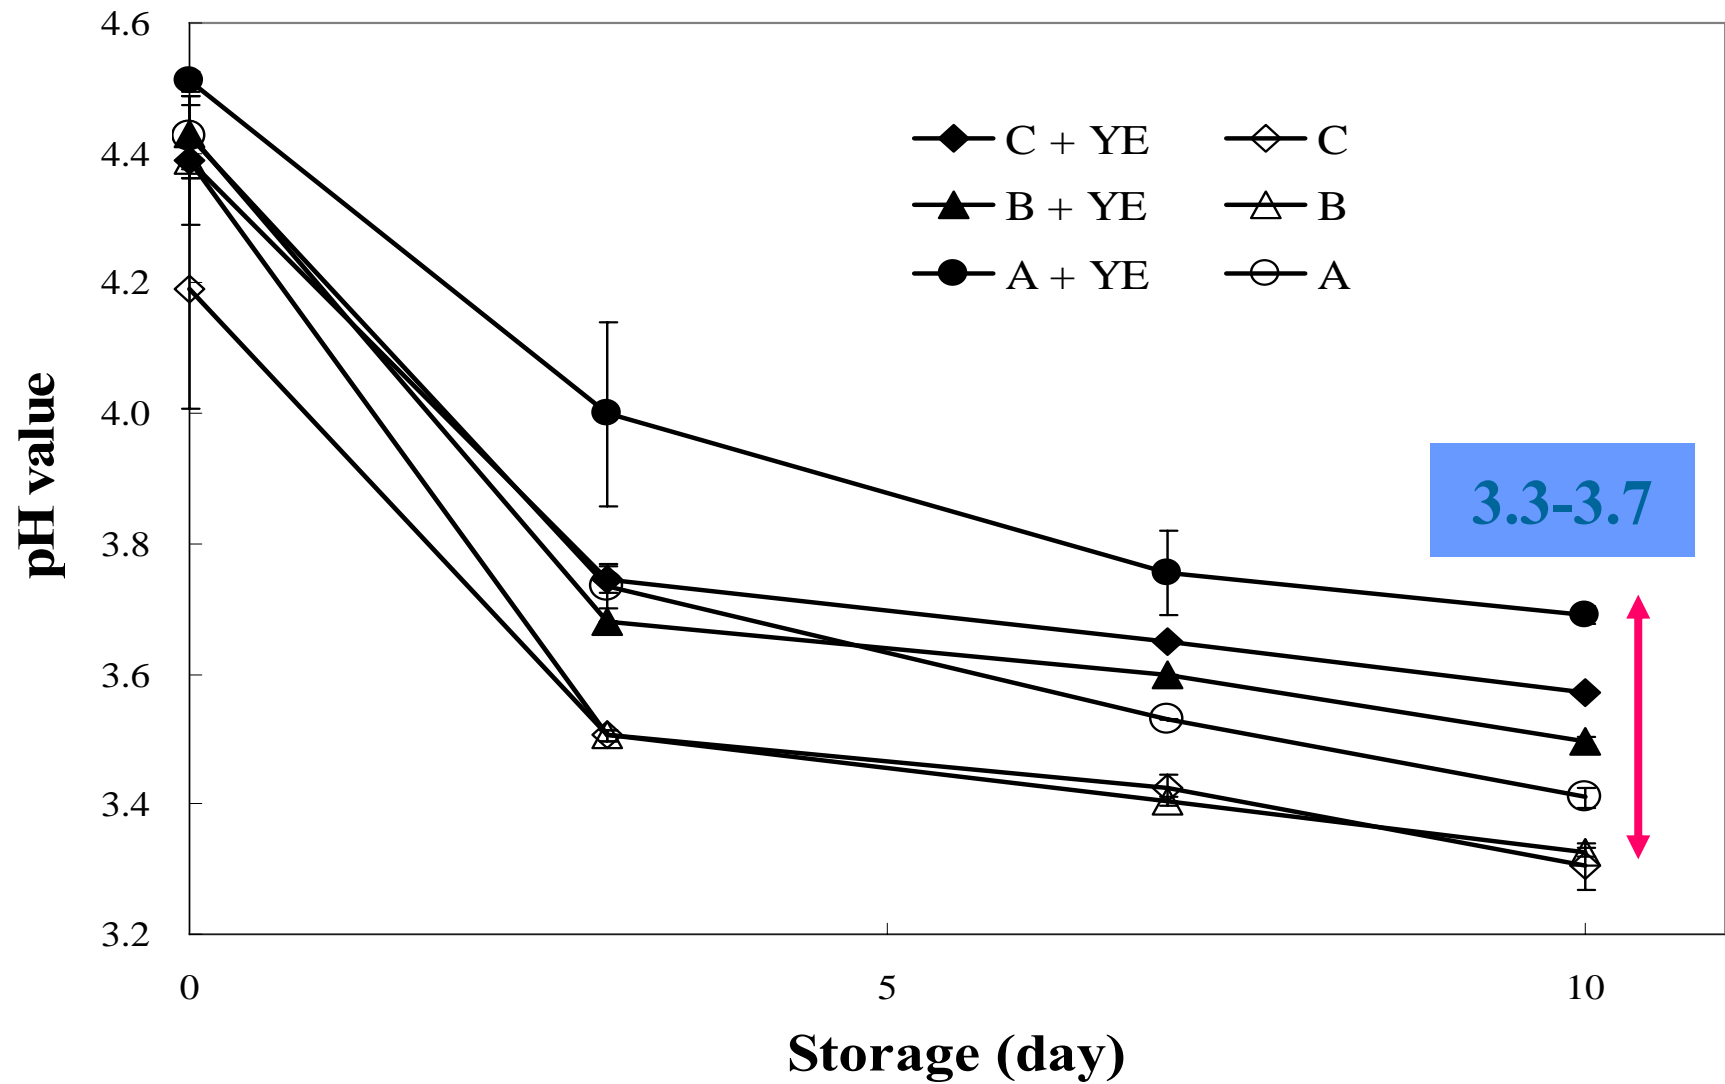 4.6
4.4
4.2
4.0
3.8
3.6
3.4
3.2
pH value
C + YE
C
B + YE
B
A + YE
A
3.3-3.7
0
5
10
Storage (day)